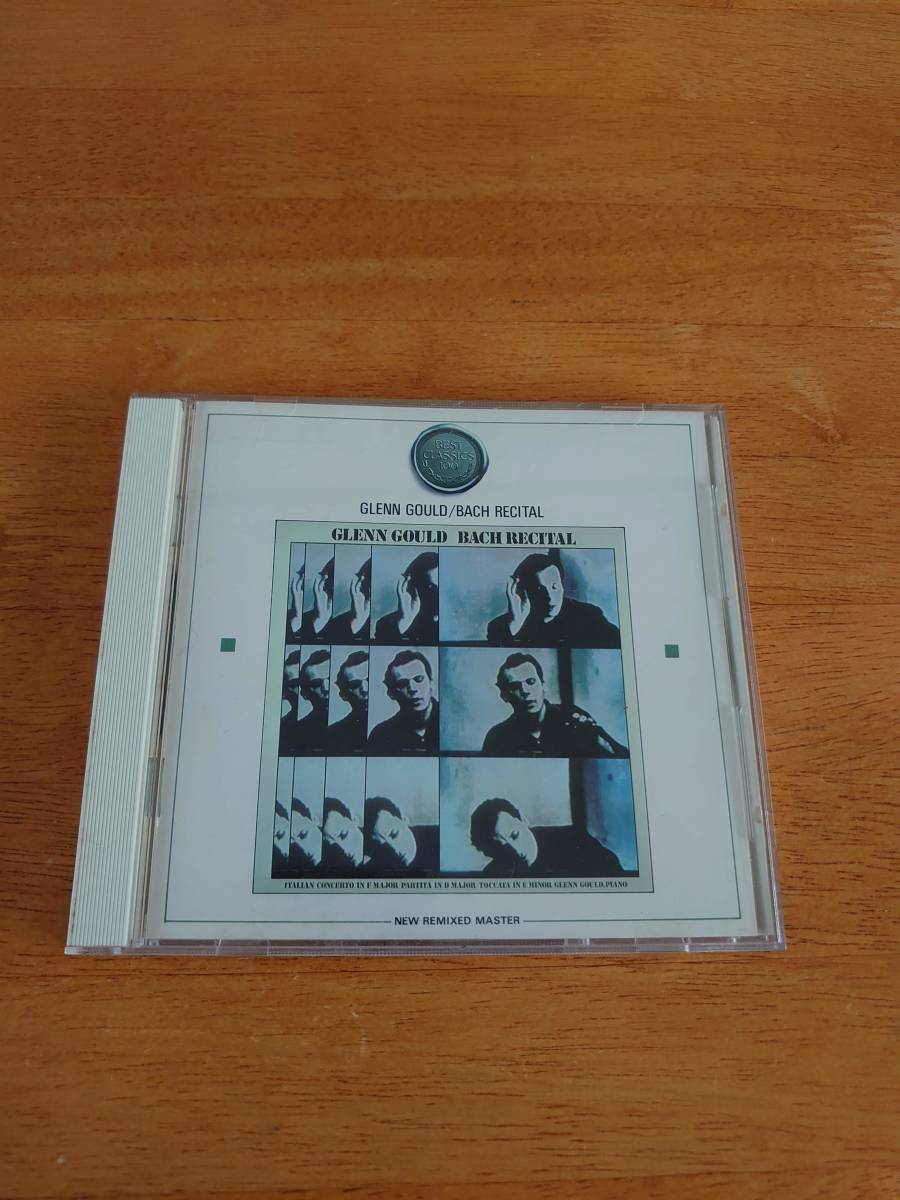 BEST
CLASSICS
100
GLENN GOULD/BACH RECITAL
GLENN GOULD BACH RECITAL
ITALIAN CONCERTO IN F MAJOR PARTITA IN D MAJOR TOCCATA IN E MINOR GLENN GOULD, PIANO
NEW REMIXED MASTER